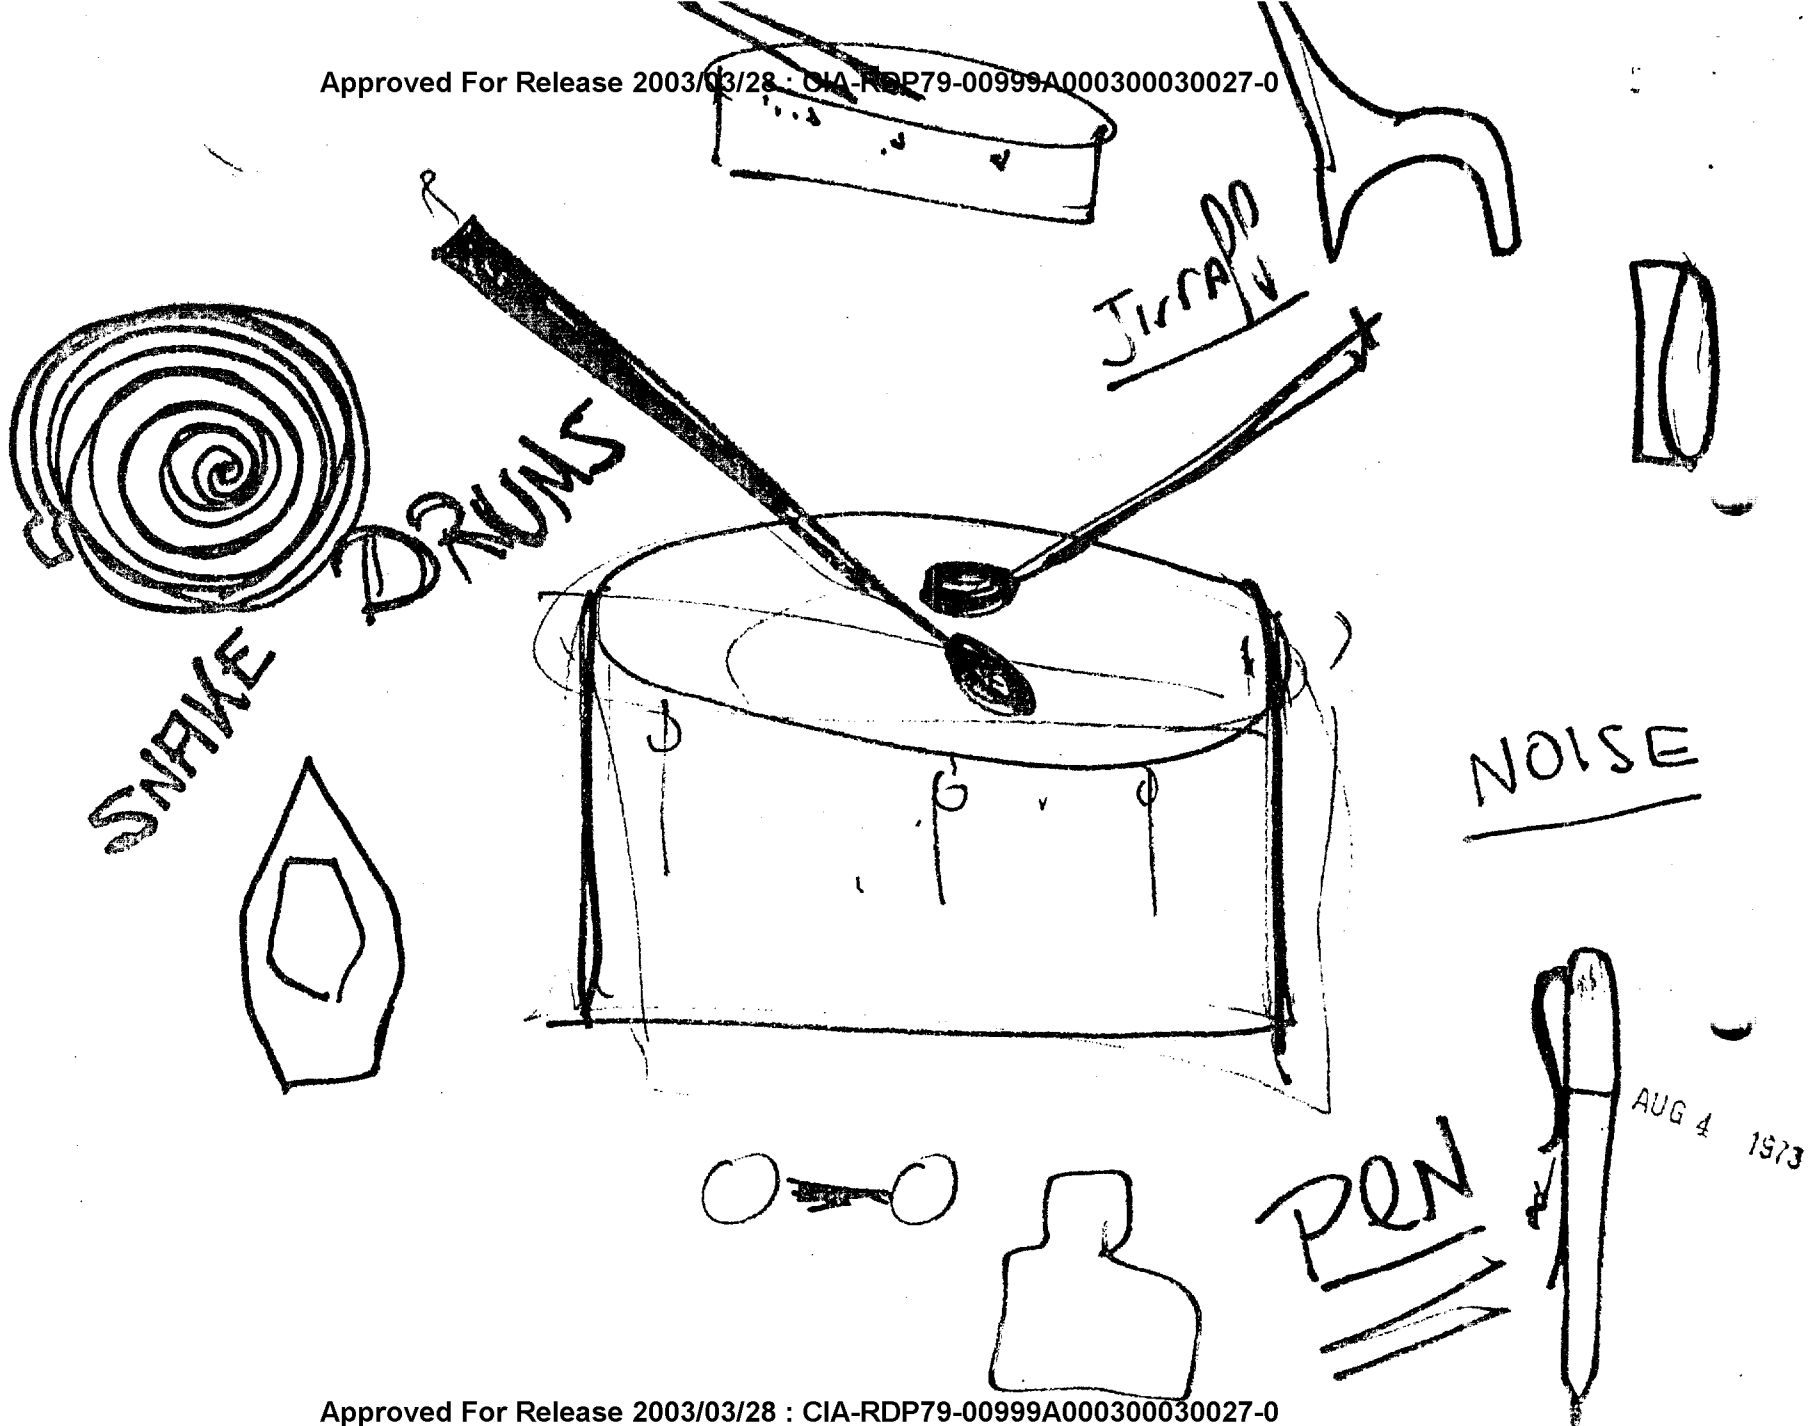 Approved For Release 2003/03/28 : CIA-RDP79-00999A000300030027-0
DRUMS
SNAKE
NOISE
PEN
AUG 4 1973
Approved For Release 2003/03/28 : CIA-RDP79-00999A000300030027-0